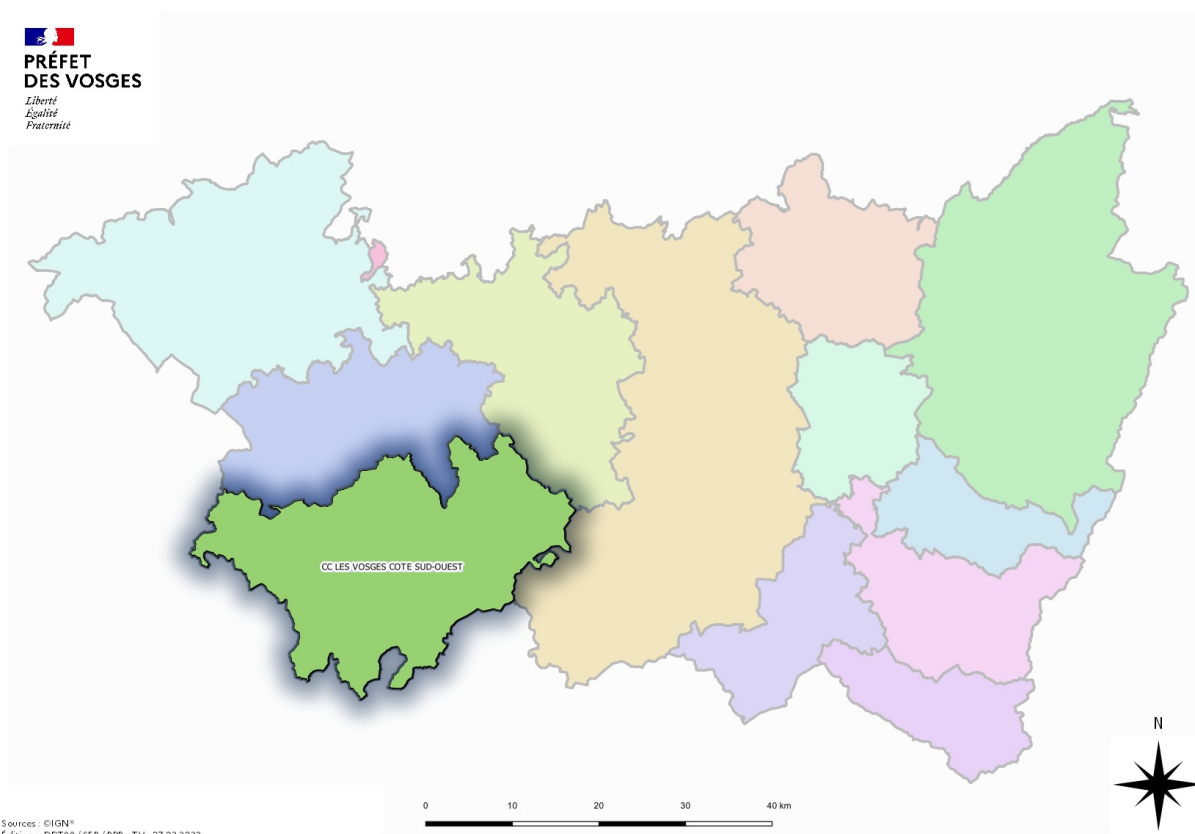 PRÉFET
DES VOSGES
Liberté
Égalité
Fraternité
CC LES VOSGES COTE SUD-OUEST
N
0 10 20 30 40 km
Sources : ©IGN®